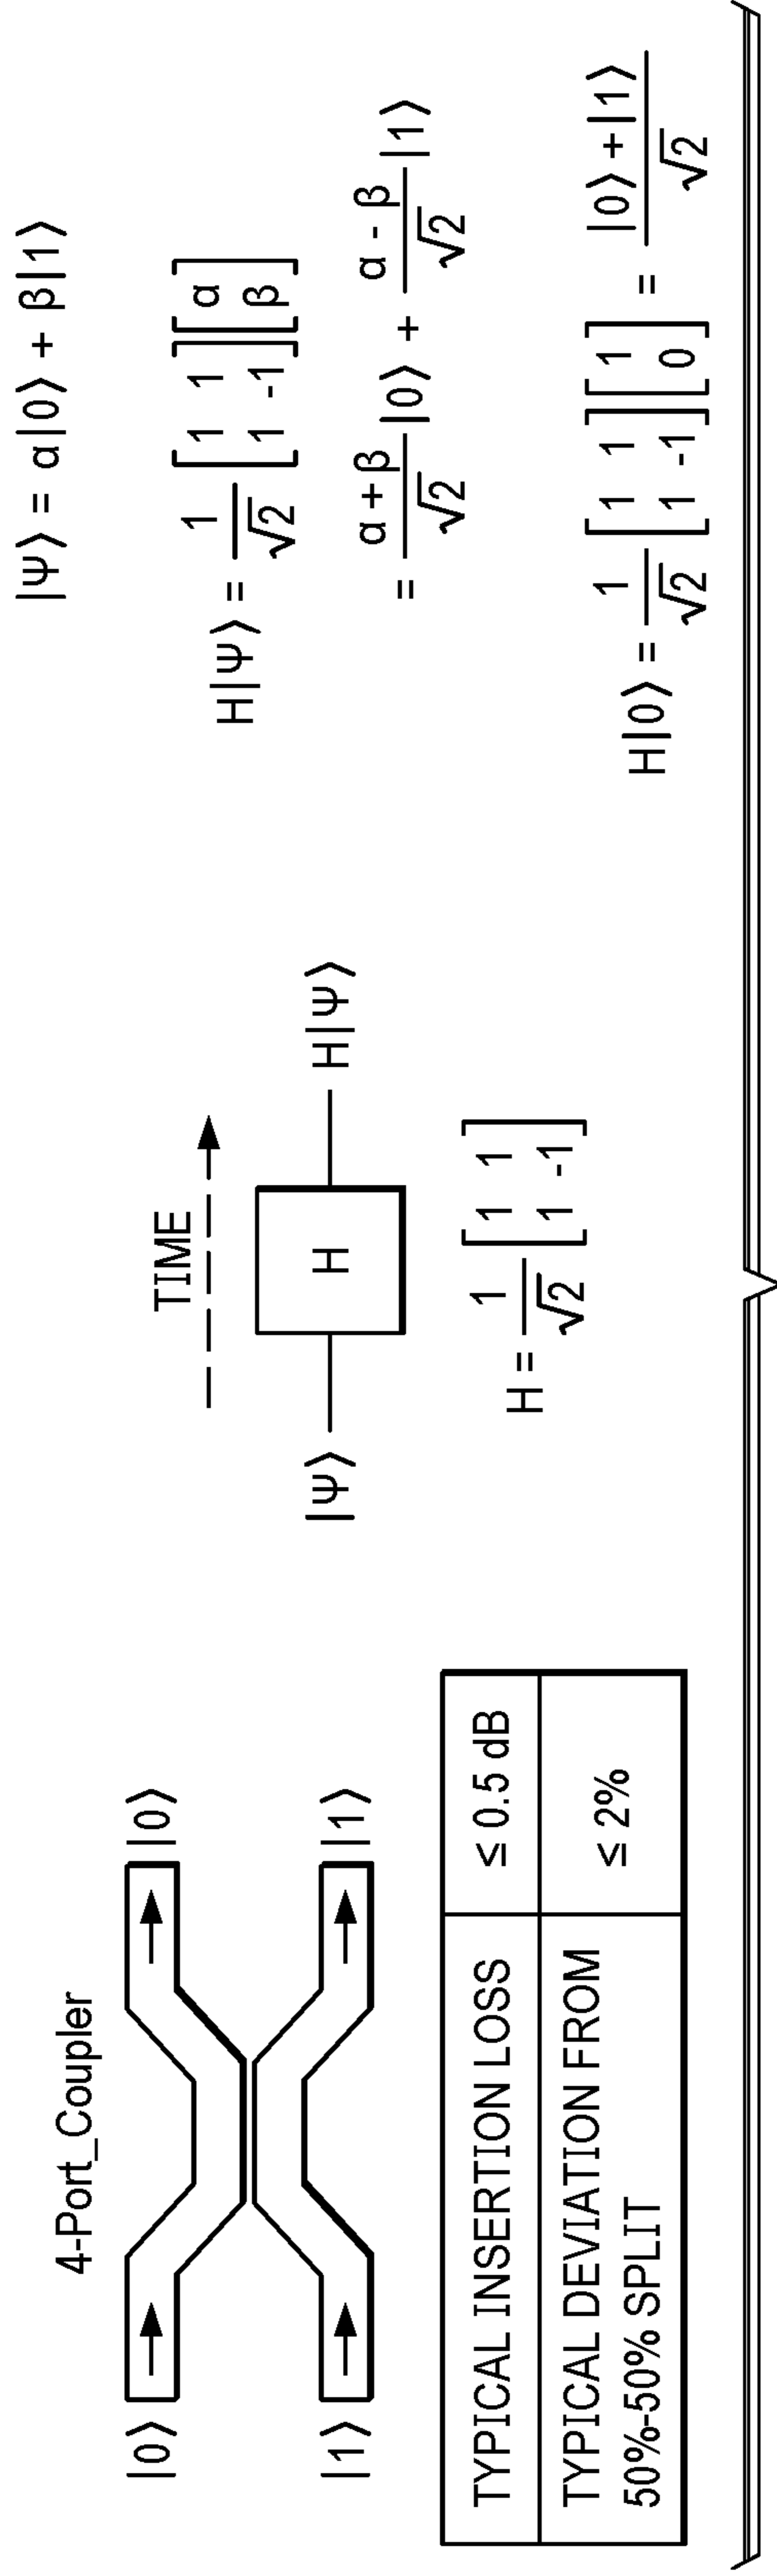 4-Port_Coupler
|0⟩ |0⟩
|1⟩ |1⟩
TYPICAL INSERTION LOSS ≤ 0.5 dB
TYPICAL DEVIATION FROM
50%-50% SPLIT ≤ 2%
TIME
|Ψ⟩ H H|Ψ⟩
H = 1/√2 [1 1
1 -1]
|Ψ⟩ = α|0⟩ + β|1⟩
H|Ψ⟩ = 1/√2 [1 1
1 -1] [α
β]
= α + β/√2 |0⟩ + α - β/√2 |1⟩
H|0⟩ = 1/√2 [1 1
1 -1] [1
0] = |0⟩ + |1⟩/√2